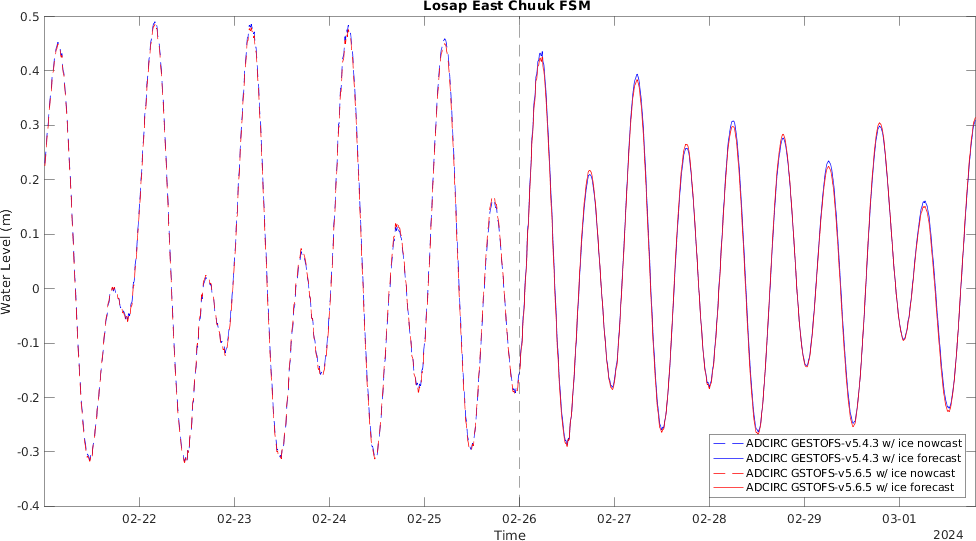 Losap East Chuuk FSM
0.5
0.4
0.3
0.2
0.1
0
-0.1
-0.2
-0.3
-0.4
Water Level (m)
ADCIRC GESTOFS-v5.4.3 w/ ice nowcast
ADCIRC GESTOFS-v5.4.3 w/ ice forecast
ADCIRC GSTOFS-v5.6.5 w/ ice nowcast
ADCIRC GSTOFS-v5.6.5 w/ ice forecast
02-22 02-23 02-24 02-25 02-26 02-27 02-28 02-29 03-01
Time
2024